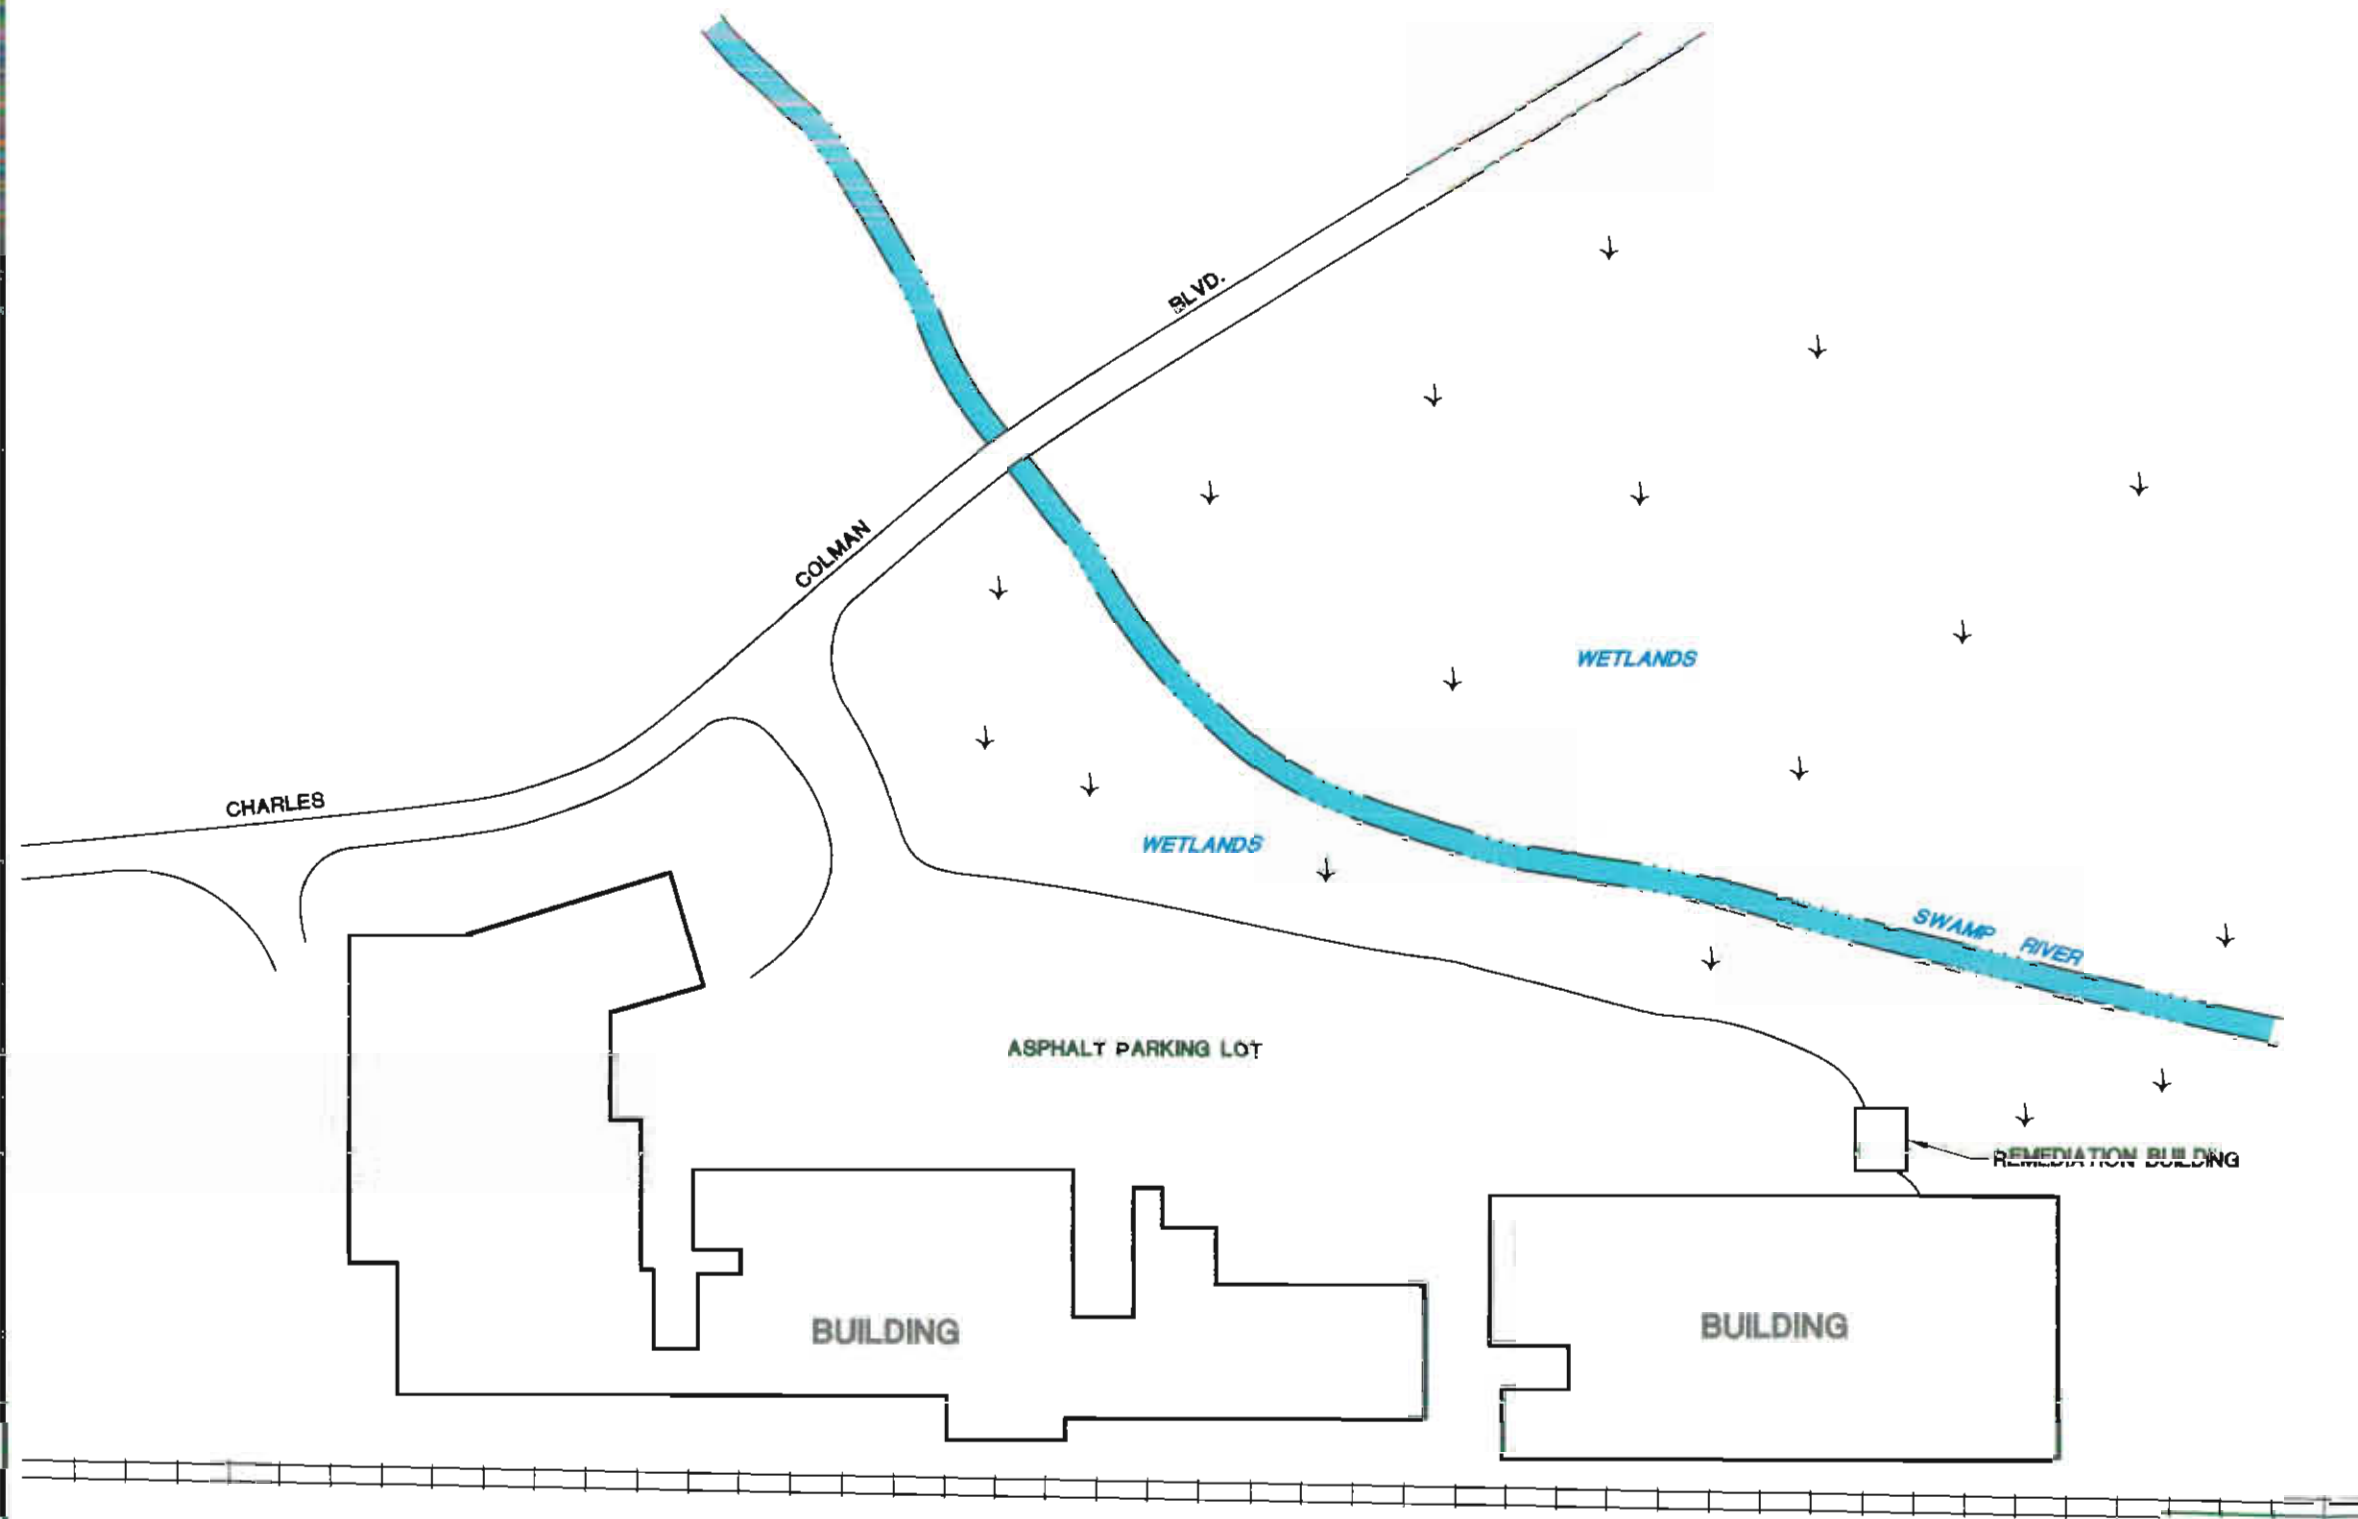 BLVD.
COLMAN
WETLANDS
CHARLES
WETLANDS
SWAMP RIVER
ASPHALT PARKING LOT
REMEDIATION BUILDING
BUILDING
BUILDING